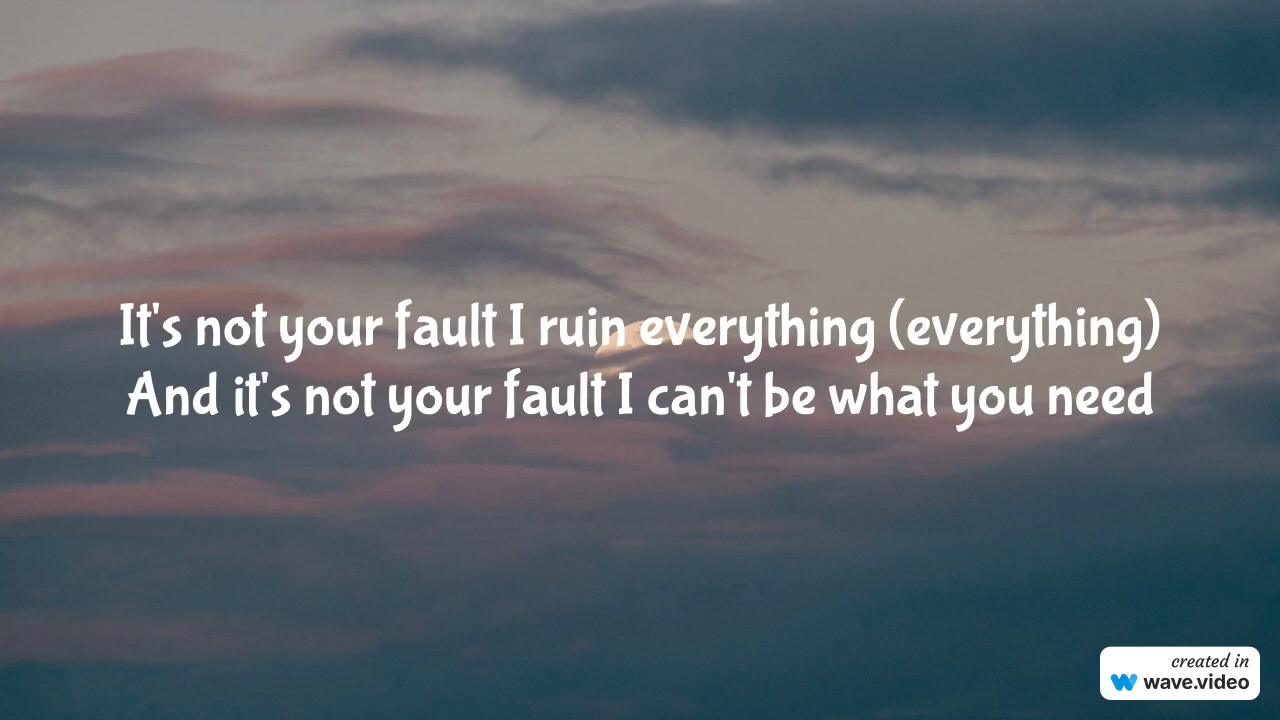 It's not your fault I ruin everything (everything)
And it's not your fault I can't be what you need
created in
wave.video